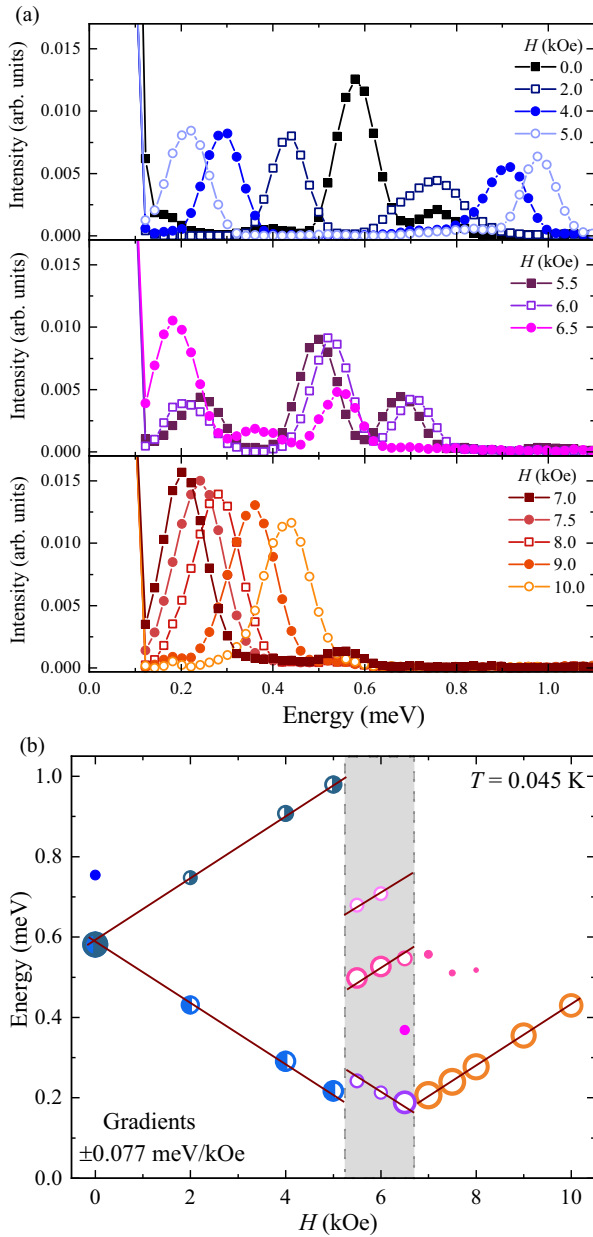 (a)
0.015
0.010
0.005
0.000
Intensity (arb. units)
H (kOe)
0.0
2.0
4.0
5.0
0.015
0.010
0.005
0.000
Intensity (arb. units)
H (kOe)
5.5
6.0
6.5
0.015
0.010
0.005
0.000
Intensity (arb. units)
H (kOe)
7.0
7.5
8.0
9.0
10.0
0.0 0.2 0.4 0.6 0.8 1.0
Energy (meV)
(b)
1.0
0.8
0.6
0.4
0.2
0.0
Energy (meV)
T = 0.045 K
Gradients
±0.077 meV/kOe
0 2 4 6 8 10
H (kOe)